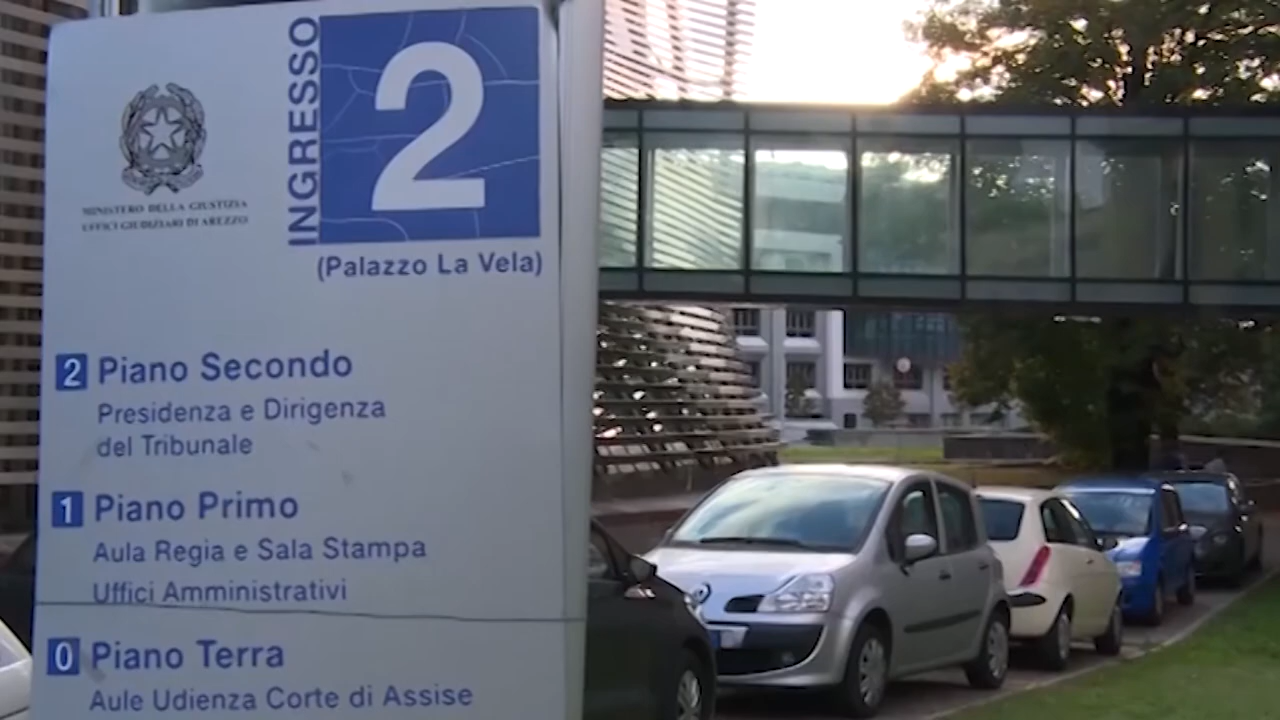 INGRESSO
2
MINISTERO DELLA GIUSTIZIA
UFFICI GIUDIZIARI DI AREZZO
(Palazzo La Vela)
2 Piano Secondo
Presidenza e Dirigenza
del Tribunale
1 Piano Primo
Aula Regia e Sala Stampa
Uffici Amministrativi
0 Piano Terra
Aule Udienza Corte di Assise